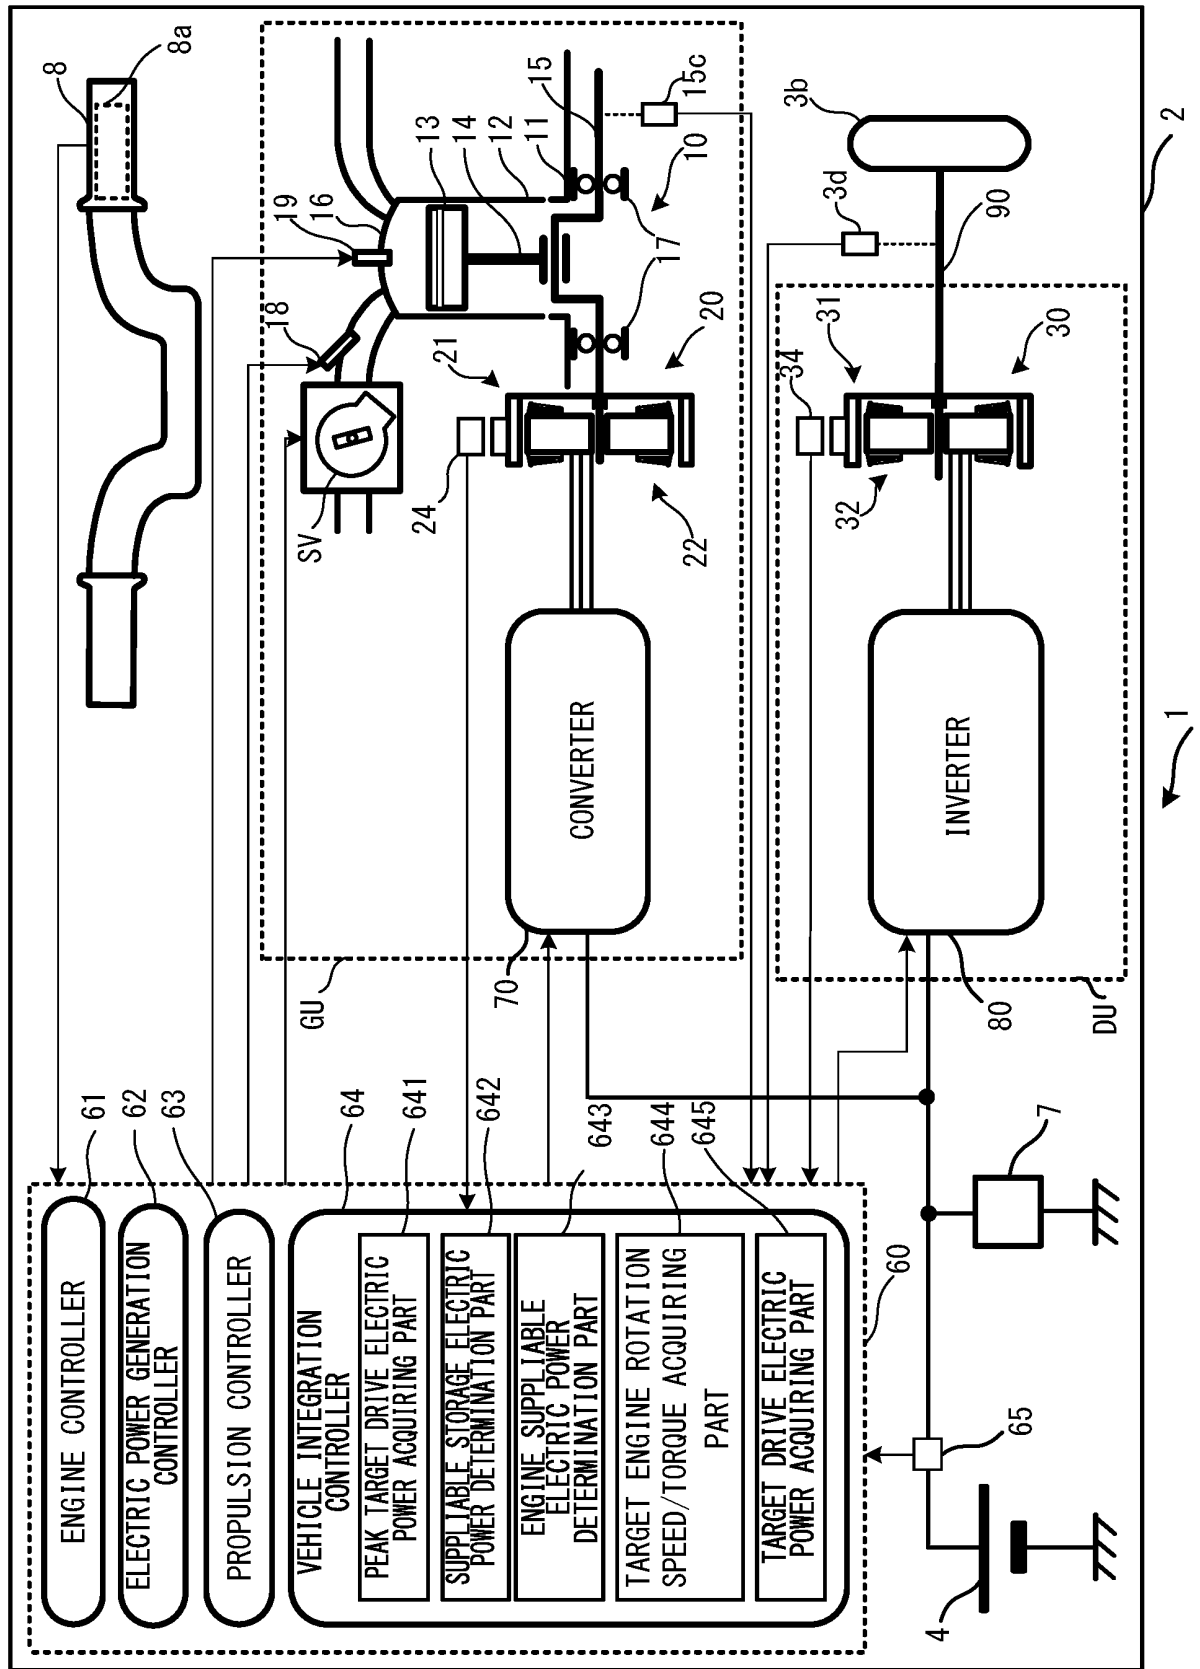 ENGINE CONTROLLER
61
ELECTRIC POWER GENERATION
CONTROLLER
62
PROPULSION CONTROLLER
63
VEHICLE INTEGRATION
CONTROLLER
64
PEAK TARGET DRIVE ELECTRIC
POWER ACQUIRING PART
641
SUPPLIABLE STORAGE ELECTRIC
POWER DETERMINATION PART
642
ENGINE SUPPLIABLE
ELECTRIC POWER
DETERMINATION PART
643
TARGET ENGINE ROTATION
SPEED/TORQUE ACQUIRING
PART
644
TARGET DRIVE ELECTRIC
POWER ACQUIRING PART
645
60
65
4
7
8
8a
GU
SV
18
19
16
13
14
12
11
15
15c
10
17
20
21
22
24
CONVERTER
70
INVERTER
80
DU
34
31
32
30
3d
90
3b
2
1